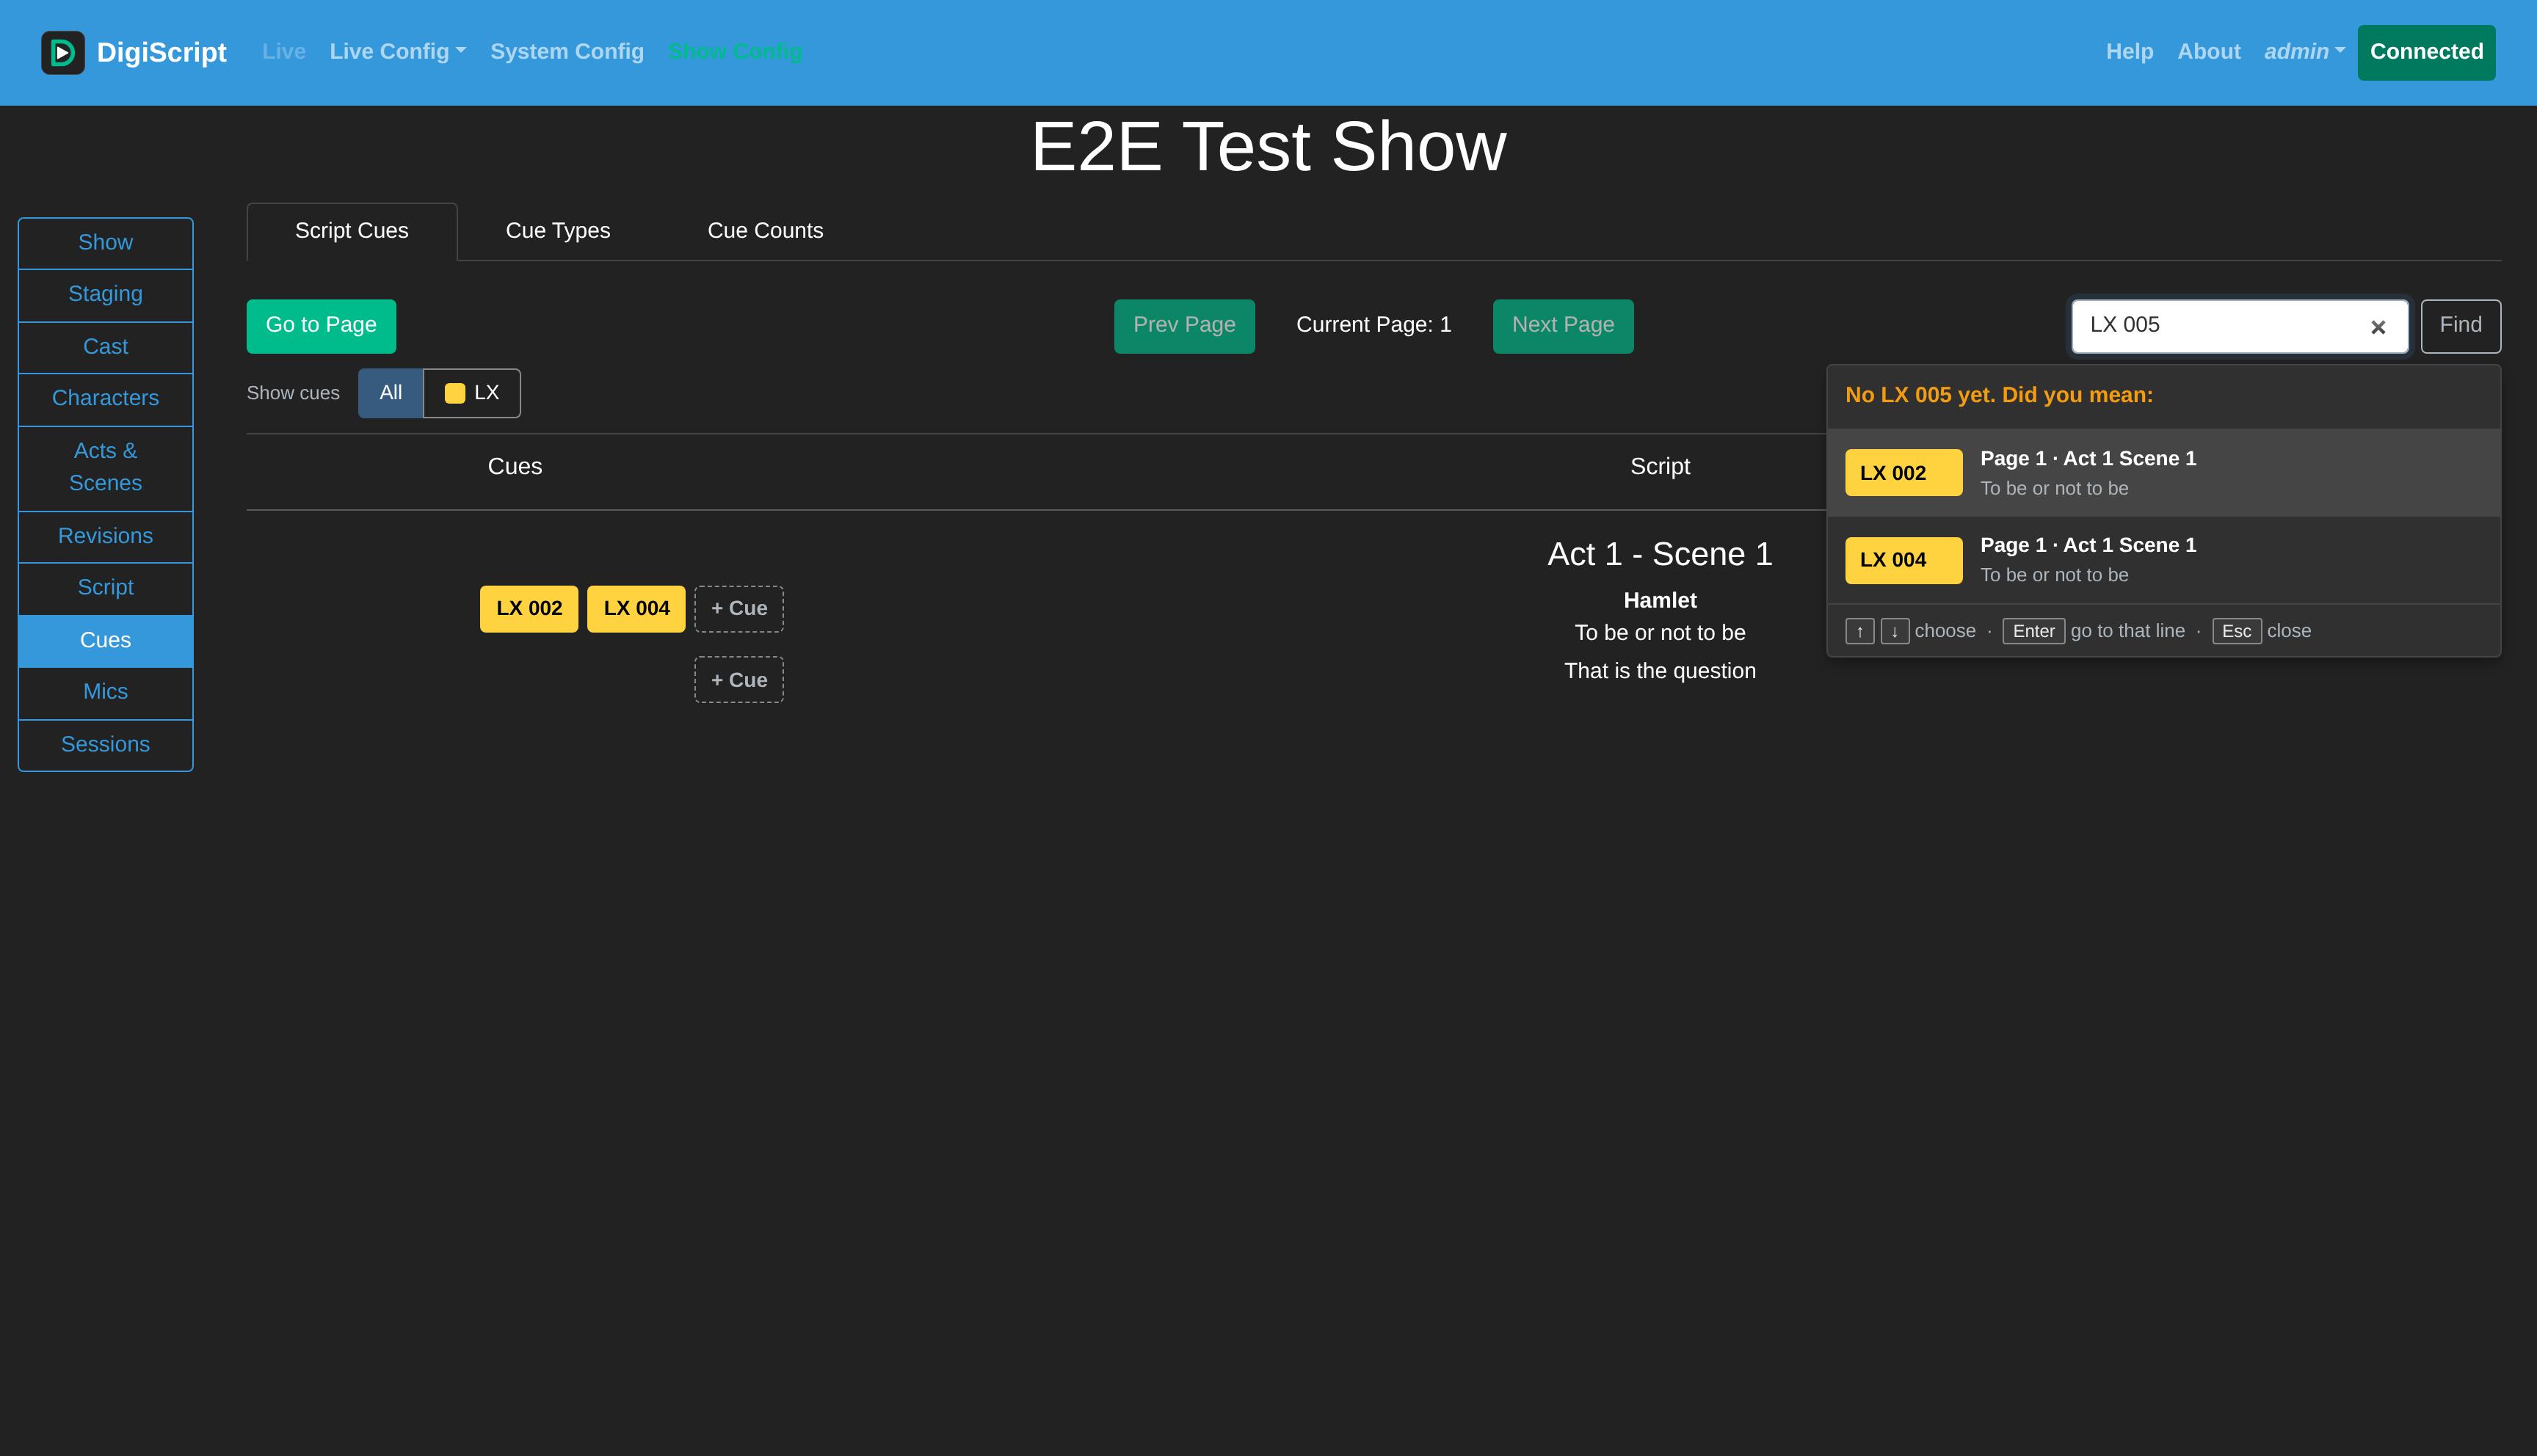 DigiScript Live Live Config System Config Show Config Help About admin Connected
E2E Test Show
Show
Staging
Cast
Characters
Acts &
Scenes
Revisions
Script
Cues
Mics
Sessions
Script Cues Cue Types Cue Counts
Go to Page Prev Page Current Page: 1 Next Page LX 005 × Find
Show cues All LX
No LX 005 yet. Did you mean:
LX 002 Page 1 · Act 1 Scene 1
To be or not to be
LX 004 Page 1 · Act 1 Scene 1
To be or not to be
↑ ↓ choose · Enter go to that line · Esc close
Cues Script
Act 1 - Scene 1
Hamlet
LX 002 LX 004 + Cue To be or not to be
+ Cue That is the question